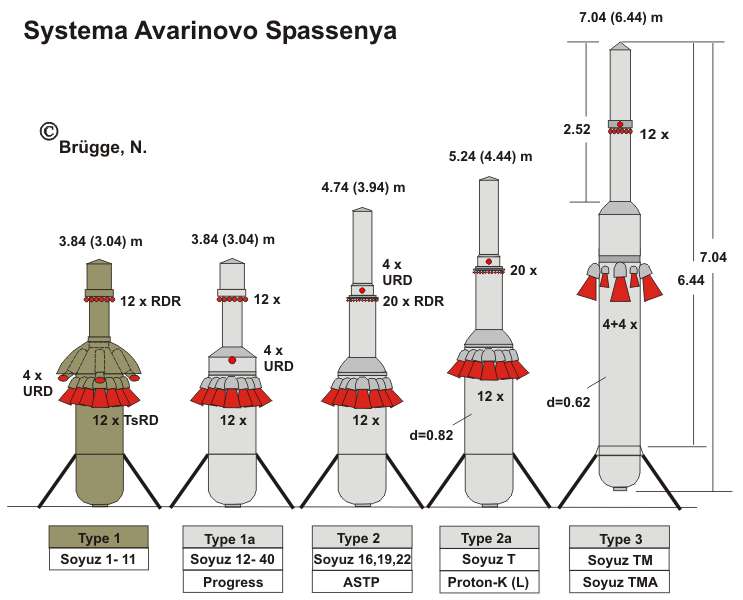 Systema Avarinovo Spassenya
© Brügge, N.
3.84 (3.04) m
12 x RDR
4 x
URD
12 x TsRD
Type 1
Soyuz 1- 11
3.84 (3.04) m
12 x
4 x
URD
12 x
Type 1a
Soyuz 12- 40
Progress
4.74 (3.94) m
4 x
URD
20 x RDR
12 x
Type 2
Soyuz 16,19,22
ASTP
5.24 (4.44) m
20 x
12 x
d=0.82
Type 2a
Soyuz T
Proton-K (L)
7.04 (6.44) m
2.52
12 x
7.04
6.44
4+4 x
d=0.62
Type 3
Soyuz TM
Soyuz TMA